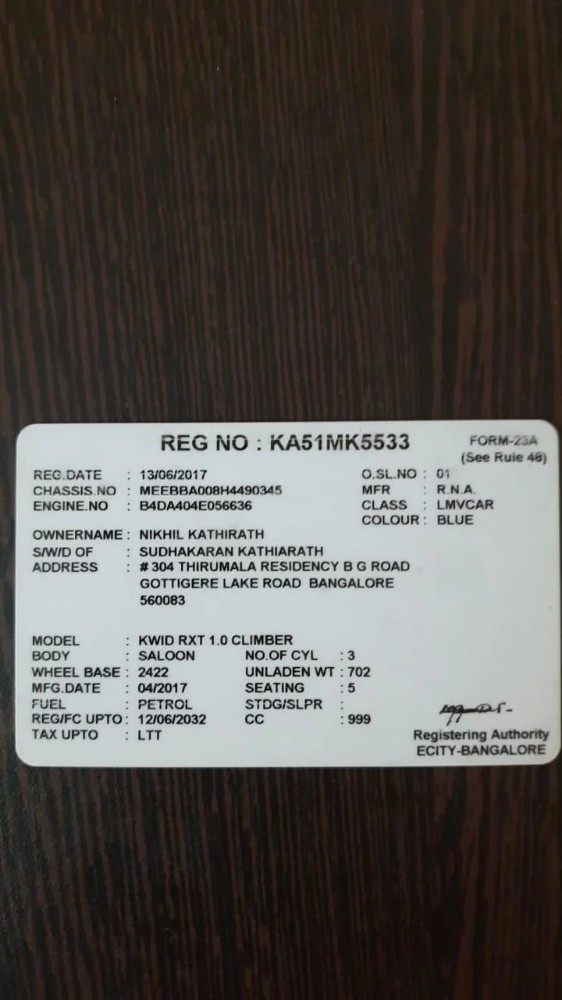 REG NO : KA51MK5533
FORM-23A
(See Rule 48)
REG.DATE : 13/06/2017 O.SL.NO : 01
CHASSIS.NO : MEEBBA008H4490345 MFR : R.N.A.
ENGINE.NO : B4DA404E056636 CLASS : LMVCAR
COLOUR : BLUE
OWNERNAME : NIKHIL KATHIRATH
S/W/D OF : SUDHAKARAN KATHIARATH
ADDRESS : # 304 THIRUMALA RESIDENCY B G ROAD
GOTTIGERE LAKE ROAD BANGALORE
560083
MODEL : KWID RXT 1.0 CLIMBER
BODY : SALOON NO.OF CYL : 3
WHEEL BASE : 2422 UNLADEN WT : 702
MFG.DATE : 04/2017 SEATING : 5
FUEL : PETROL STDG/SLPR :
REG/FC UPTO : 12/06/2032 CC : 999
TAX UPTO : LTT
Registering Authority
ECITY-BANGALORE